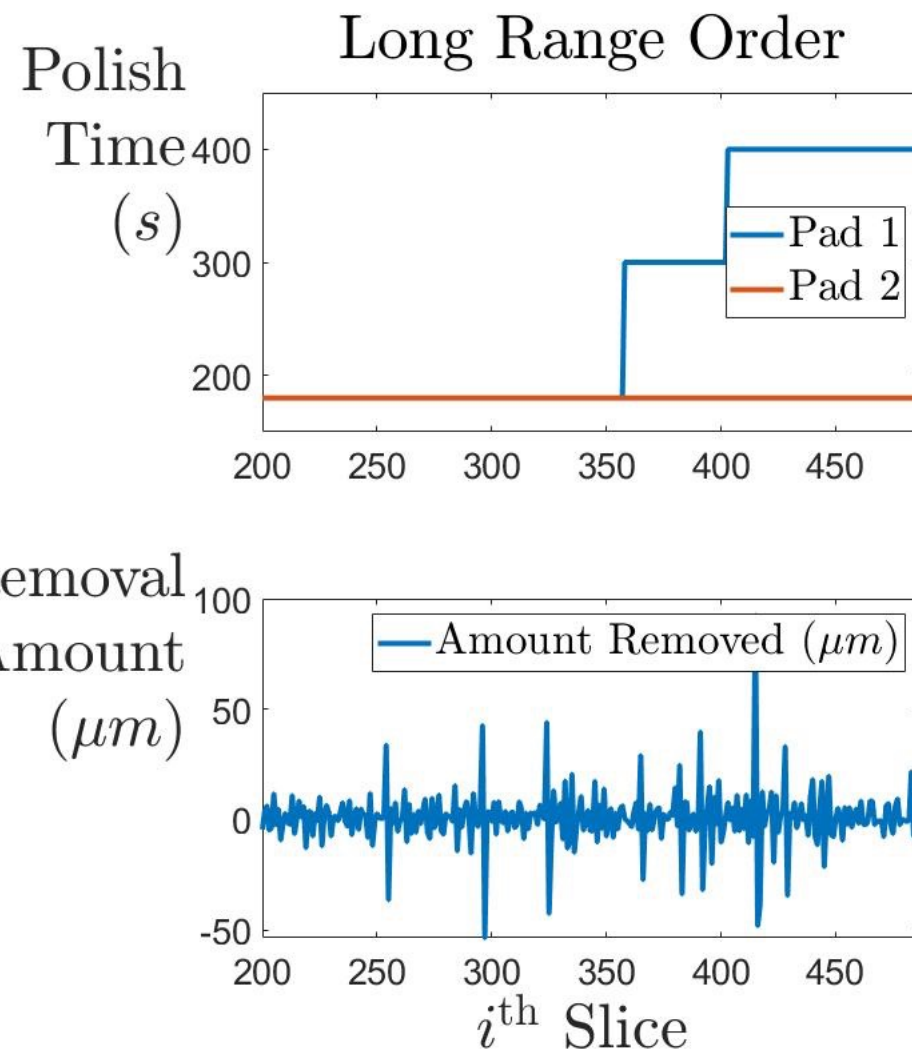 Long Range Order
Polish
Time
(s)
400
300
200
Pad 1
Pad 2
200 250 300 350 400 450
emoval
Amount
(μm)
100
50
0
-50
Amount Removed (μm)
200 250 300 350 400 450
iᵗʰ Slice